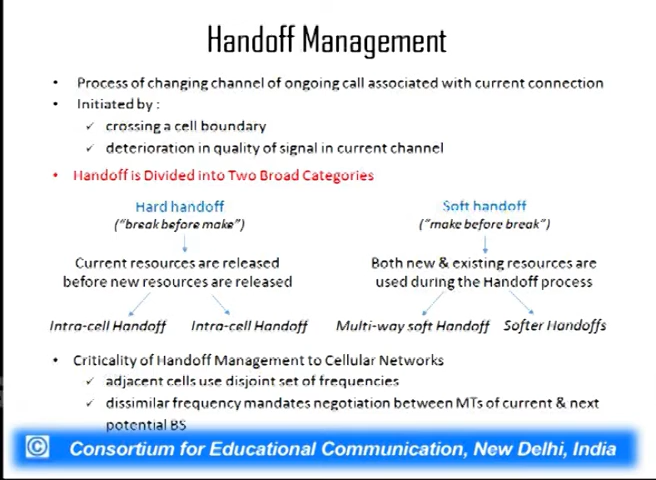 Handoff Management
• Process of changing channel of ongoing call associated with current connection
• Initiated by :
✓ crossing a cell boundary
✓ deterioration in quality of signal in current channel
• Handoff is Divided into Two Broad Categories
Hard handoff
("break before make")
Current resources are released
before new resources are released
Intra-cell Handoff
Intra-cell Handoff
Soft handoff
("make before break")
Both new & existing resources are
used during the Handoff process
Multi-way soft Handoff
Softer Handoffs
• Criticality of Handoff Management to Cellular Networks
✓ adjacent cells use disjoint set of frequencies
✓ dissimilar frequency mandates negotiation between MTs of current & next
potential BS
© Consortium for Educational Communication, New Delhi, India